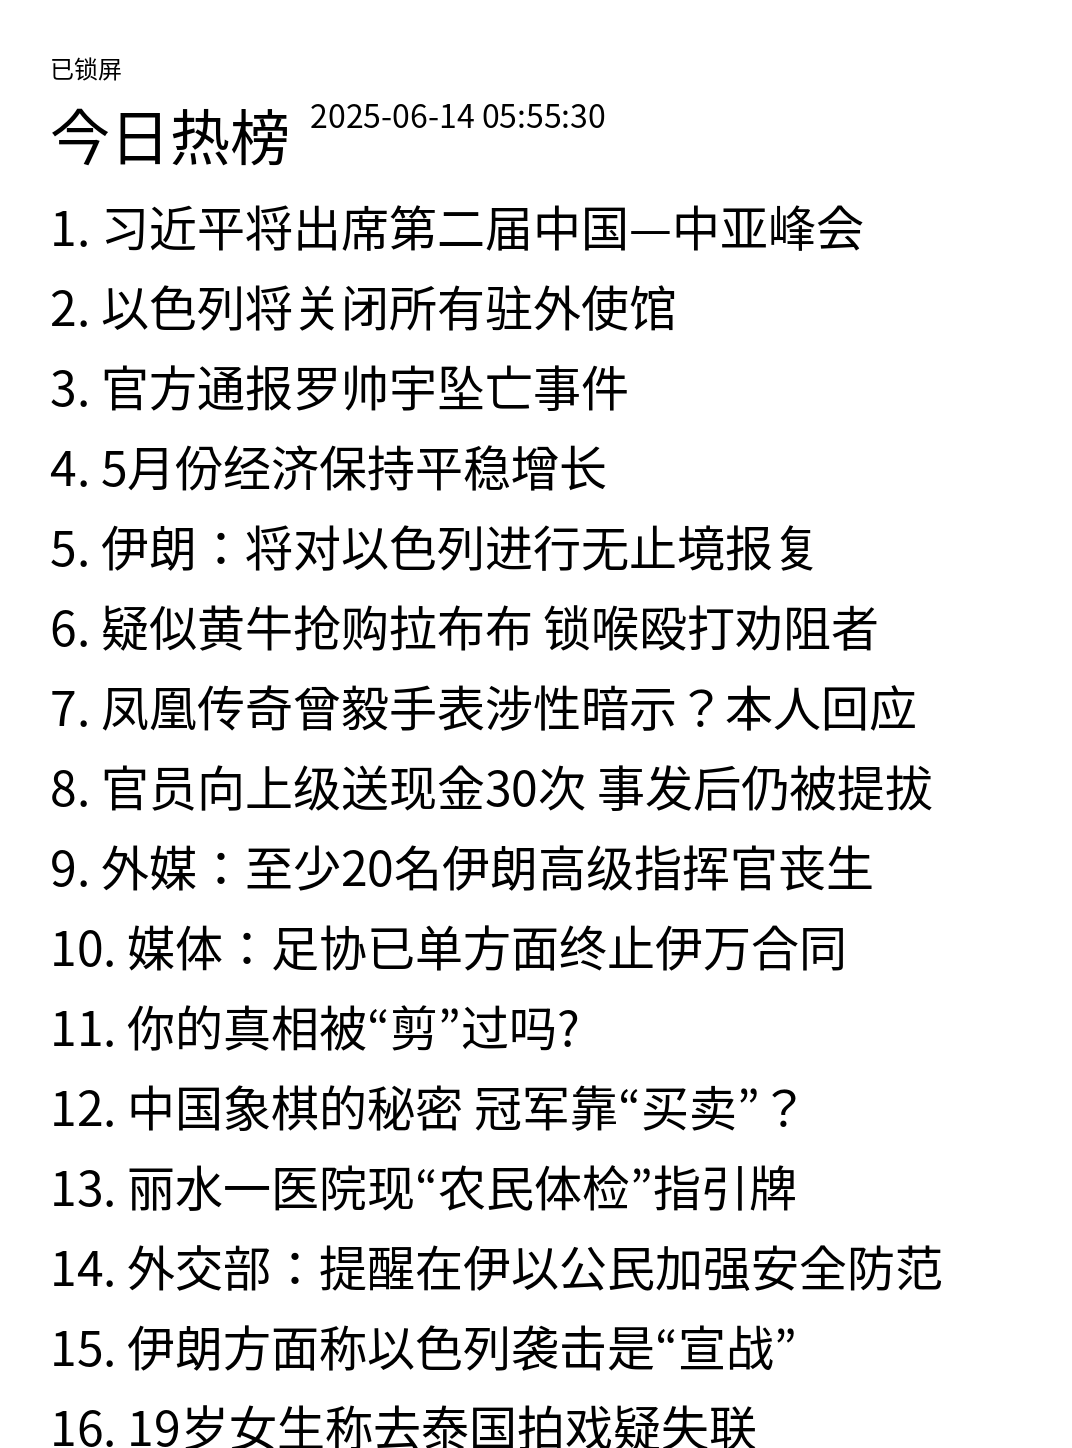 已锁屏
今日热榜 2025-06-14 05:55:30
1. 习近平将出席第二届中国—中亚峰会
2. 以色列将关闭所有驻外使馆
3. 官方通报罗帅宇坠亡事件
4. 5月份经济保持平稳增长
5. 伊朗：将对以色列进行无止境报复
6. 疑似黄牛抢购拉布布 锁喉殴打劝阻者
7. 凤凰传奇曾毅手表涉性暗示？本人回应
8. 官员向上级送现金30次 事发后仍被提拔
9. 外媒：至少20名伊朗高级指挥官丧生
10. 媒体：足协已单方面终止伊万合同
11. 你的真相被“剪”过吗?
12. 中国象棋的秘密 冠军靠“买卖”？
13. 丽水一医院现“农民体检”指引牌
14. 外交部：提醒在伊以公民加强安全防范
15. 伊朗方面称以色列袭击是“宣战”
16. 19岁女生称去泰国拍戏疑失联